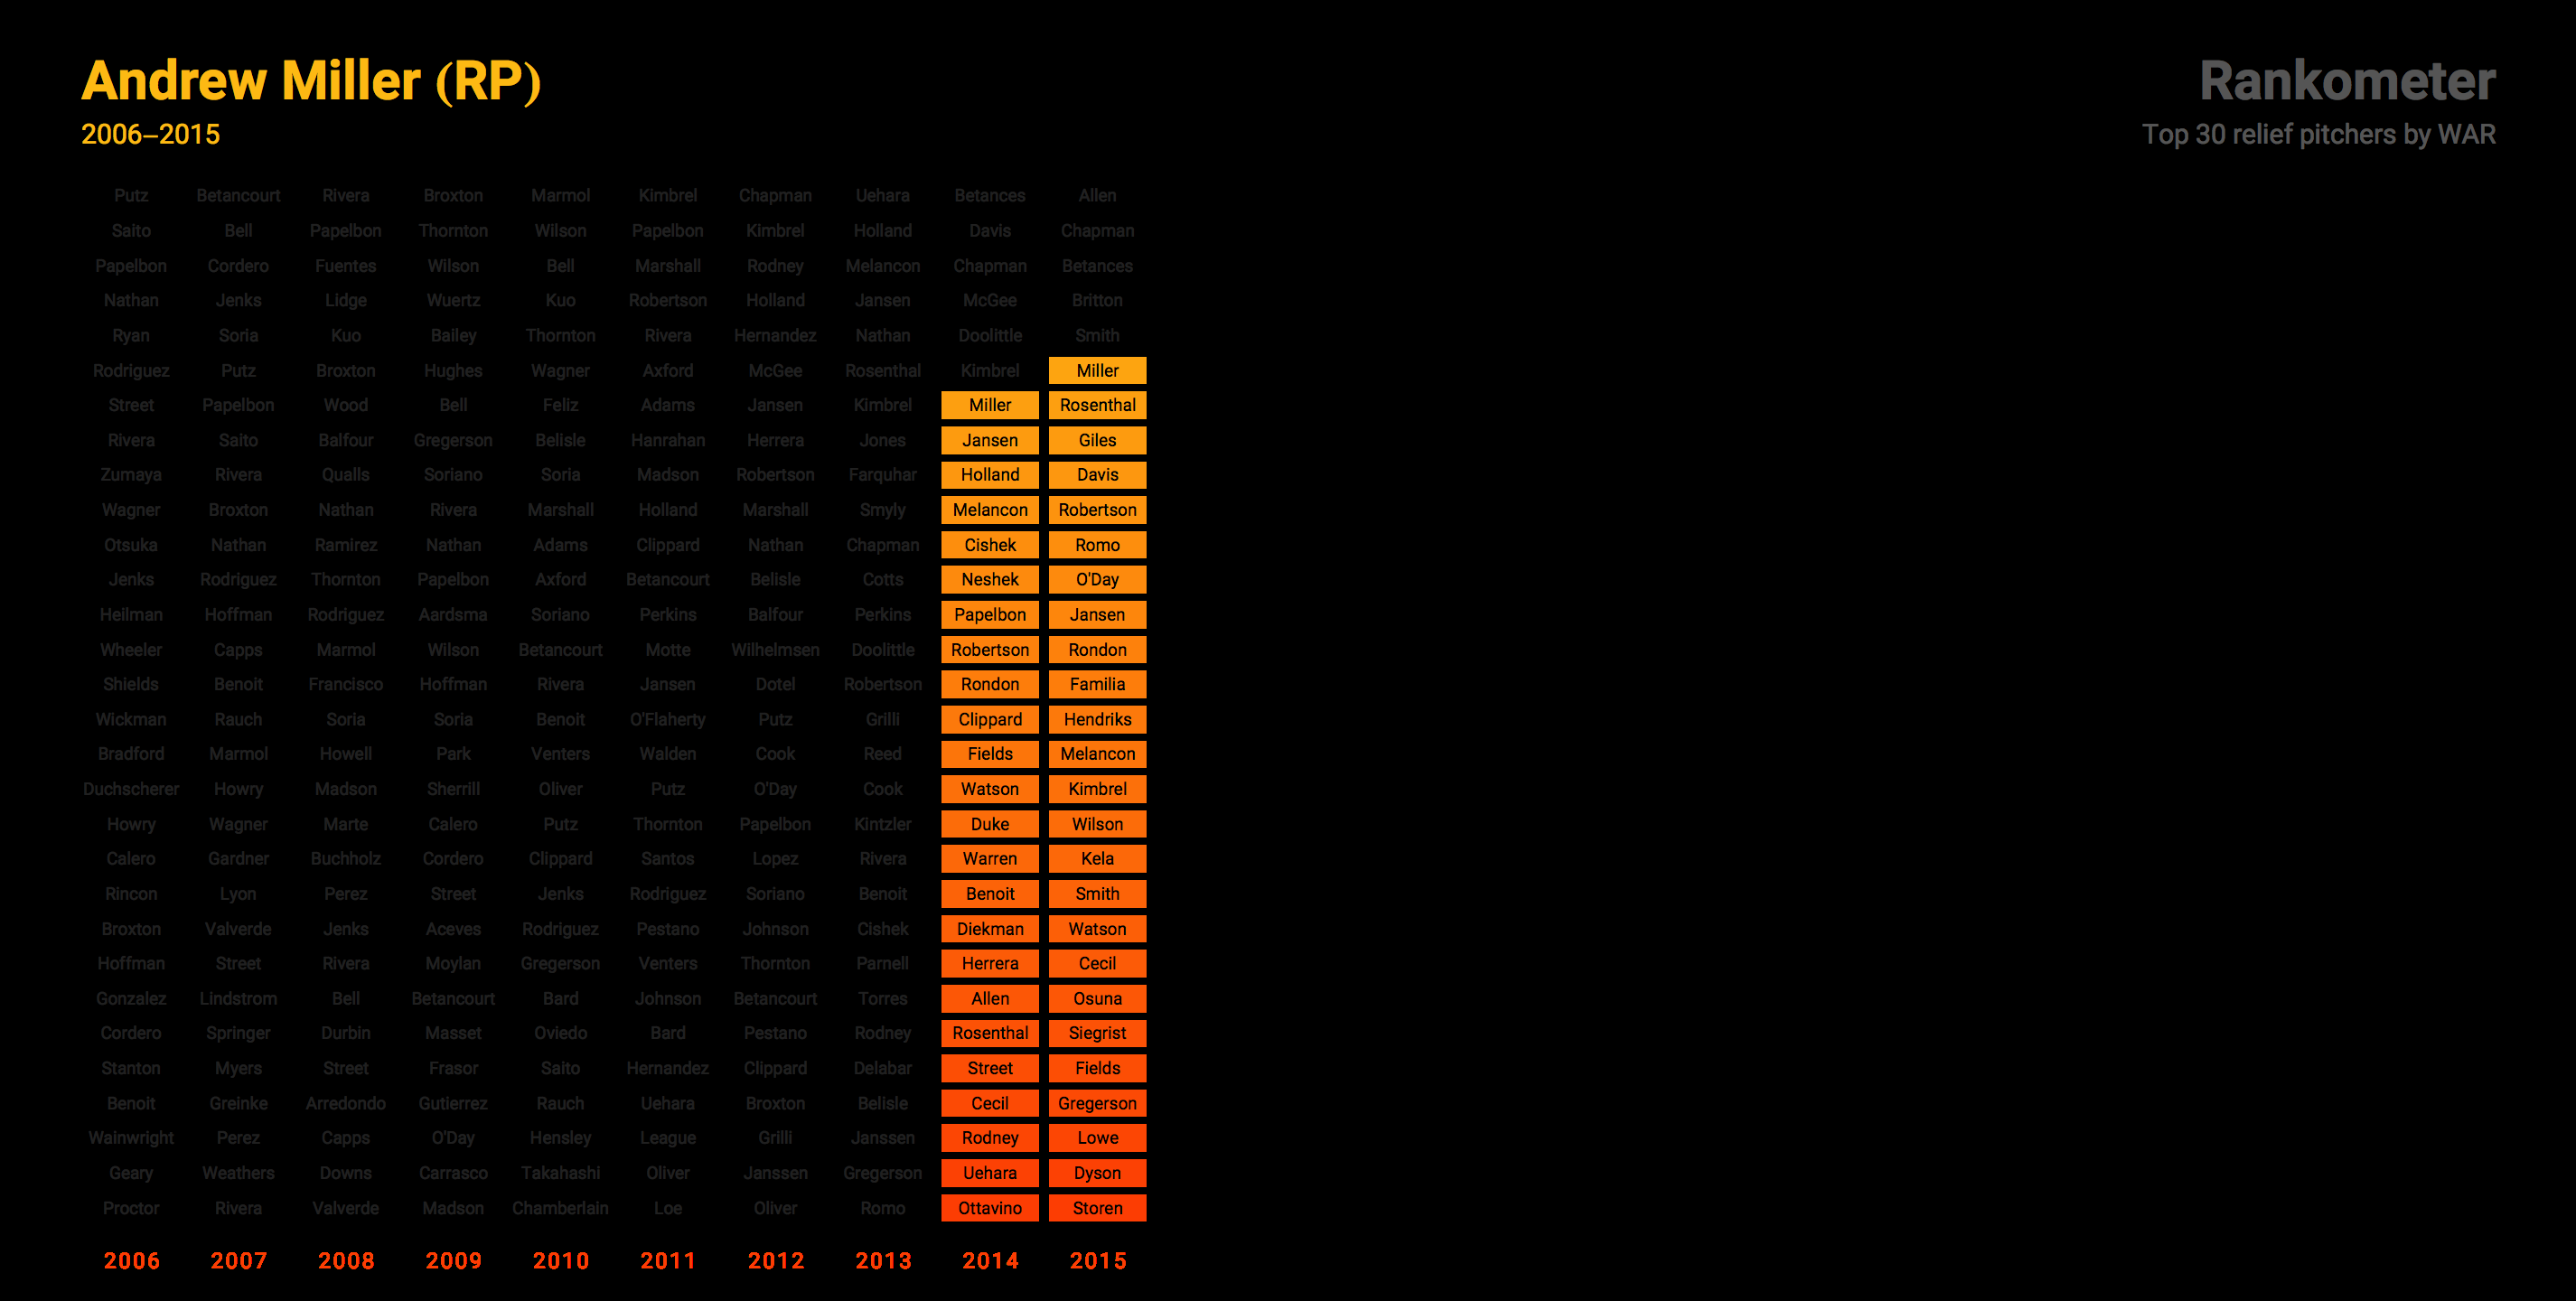 Andrew Miller (RP)
2006–2015
Rankometer
Top 30 relief pitchers by WAR
Putz Betancourt Rivera Broxton Marmol Kimbrel Chapman Uehara Betances Allen
Saito Bell Papelbon Thornton Wilson Papelbon Kimbrel Holland Davis Chapman
Papelbon Cordero Fuentes Wilson Bell Marshall Rodney Melancon Chapman Betances
Nathan Jenks Lidge Wuertz Kuo Robertson Holland Jansen McGee Britton
Ryan Soria Kuo Bailey Thornton Rivera Hernandez Nathan Doolittle Smith
Rodriguez Putz Broxton Hughes Wagner Axford McGee Rosenthal Kimbrel Miller
Street Papelbon Wood Bell Feliz Adams Jansen Kimbrel Miller Rosenthal
Rivera Saito Balfour Gregerson Belisle Hanrahan Herrera Jones Jansen Giles
Zumaya Rivera Qualls Soriano Soria Madson Robertson Farquhar Holland Davis
Wagner Broxton Nathan Rivera Marshall Holland Marshall Smyly Melancon Robertson
Otsuka Nathan Ramirez Nathan Adams Clippard Nathan Chapman Cishek Romo
Jenks Rodriguez Thornton Papelbon Axford Betancourt Belisle Cotts Neshek O'Day
Heilman Hoffman Rodriguez Aardsma Soriano Perkins Balfour Perkins Papelbon Jansen
Wheeler Capps Marmol Wilson Betancourt Motte Wilhelmsen Doolittle Robertson Rondon
Shields Benoit Francisco Hoffman Rivera Jansen Dotel Robertson Rondon Familia
Wickman Rauch Soria Soria Benoit O'Flaherty Putz Grilli Clippard Hendriks
Bradford Marmol Howell Park Venters Walden Cook Reed Fields Melancon
Duchscherer Howry Madson Sherrill Oliver Putz O'Day Cook Watson Kimbrel
Howry Wagner Marte Calero Putz Thornton Papelbon Kintzler Duke Wilson
Calero Gardner Buchholz Cordero Clippard Santos Lopez Rivera Warren Kela
Rincon Lyon Perez Street Jenks Rodriguez Soriano Benoit Benoit Smith
Broxton Valverde Jenks Aceves Rodriguez Pestano Johnson Cishek Diekman Watson
Hoffman Street Rivera Moylan Gregerson Venters Thornton Parnell Herrera Cecil
Gonzalez Lindstrom Bell Betancourt Bard Johnson Betancourt Torres Allen Osuna
Cordero Springer Durbin Masset Oviedo Bard Pestano Rodney Rosenthal Siegrist
Stanton Myers Street Frasor Saito Hernandez Clippard Delabar Street Fields
Benoit Greinke Arredondo Gutierrez Rauch Uehara Broxton Belisle Cecil Gregerson
Wainwright Perez Capps O'Day Hensley League Grilli Janssen Rodney Lowe
Geary Weathers Downs Carrasco Takahashi Oliver Janssen Gregerson Uehara Dyson
Proctor Rivera Valverde Madson Chamberlain Loe Oliver Romo Ottavino Storen
2006 2007 2008 2009 2010 2011 2012 2013 2014 2015